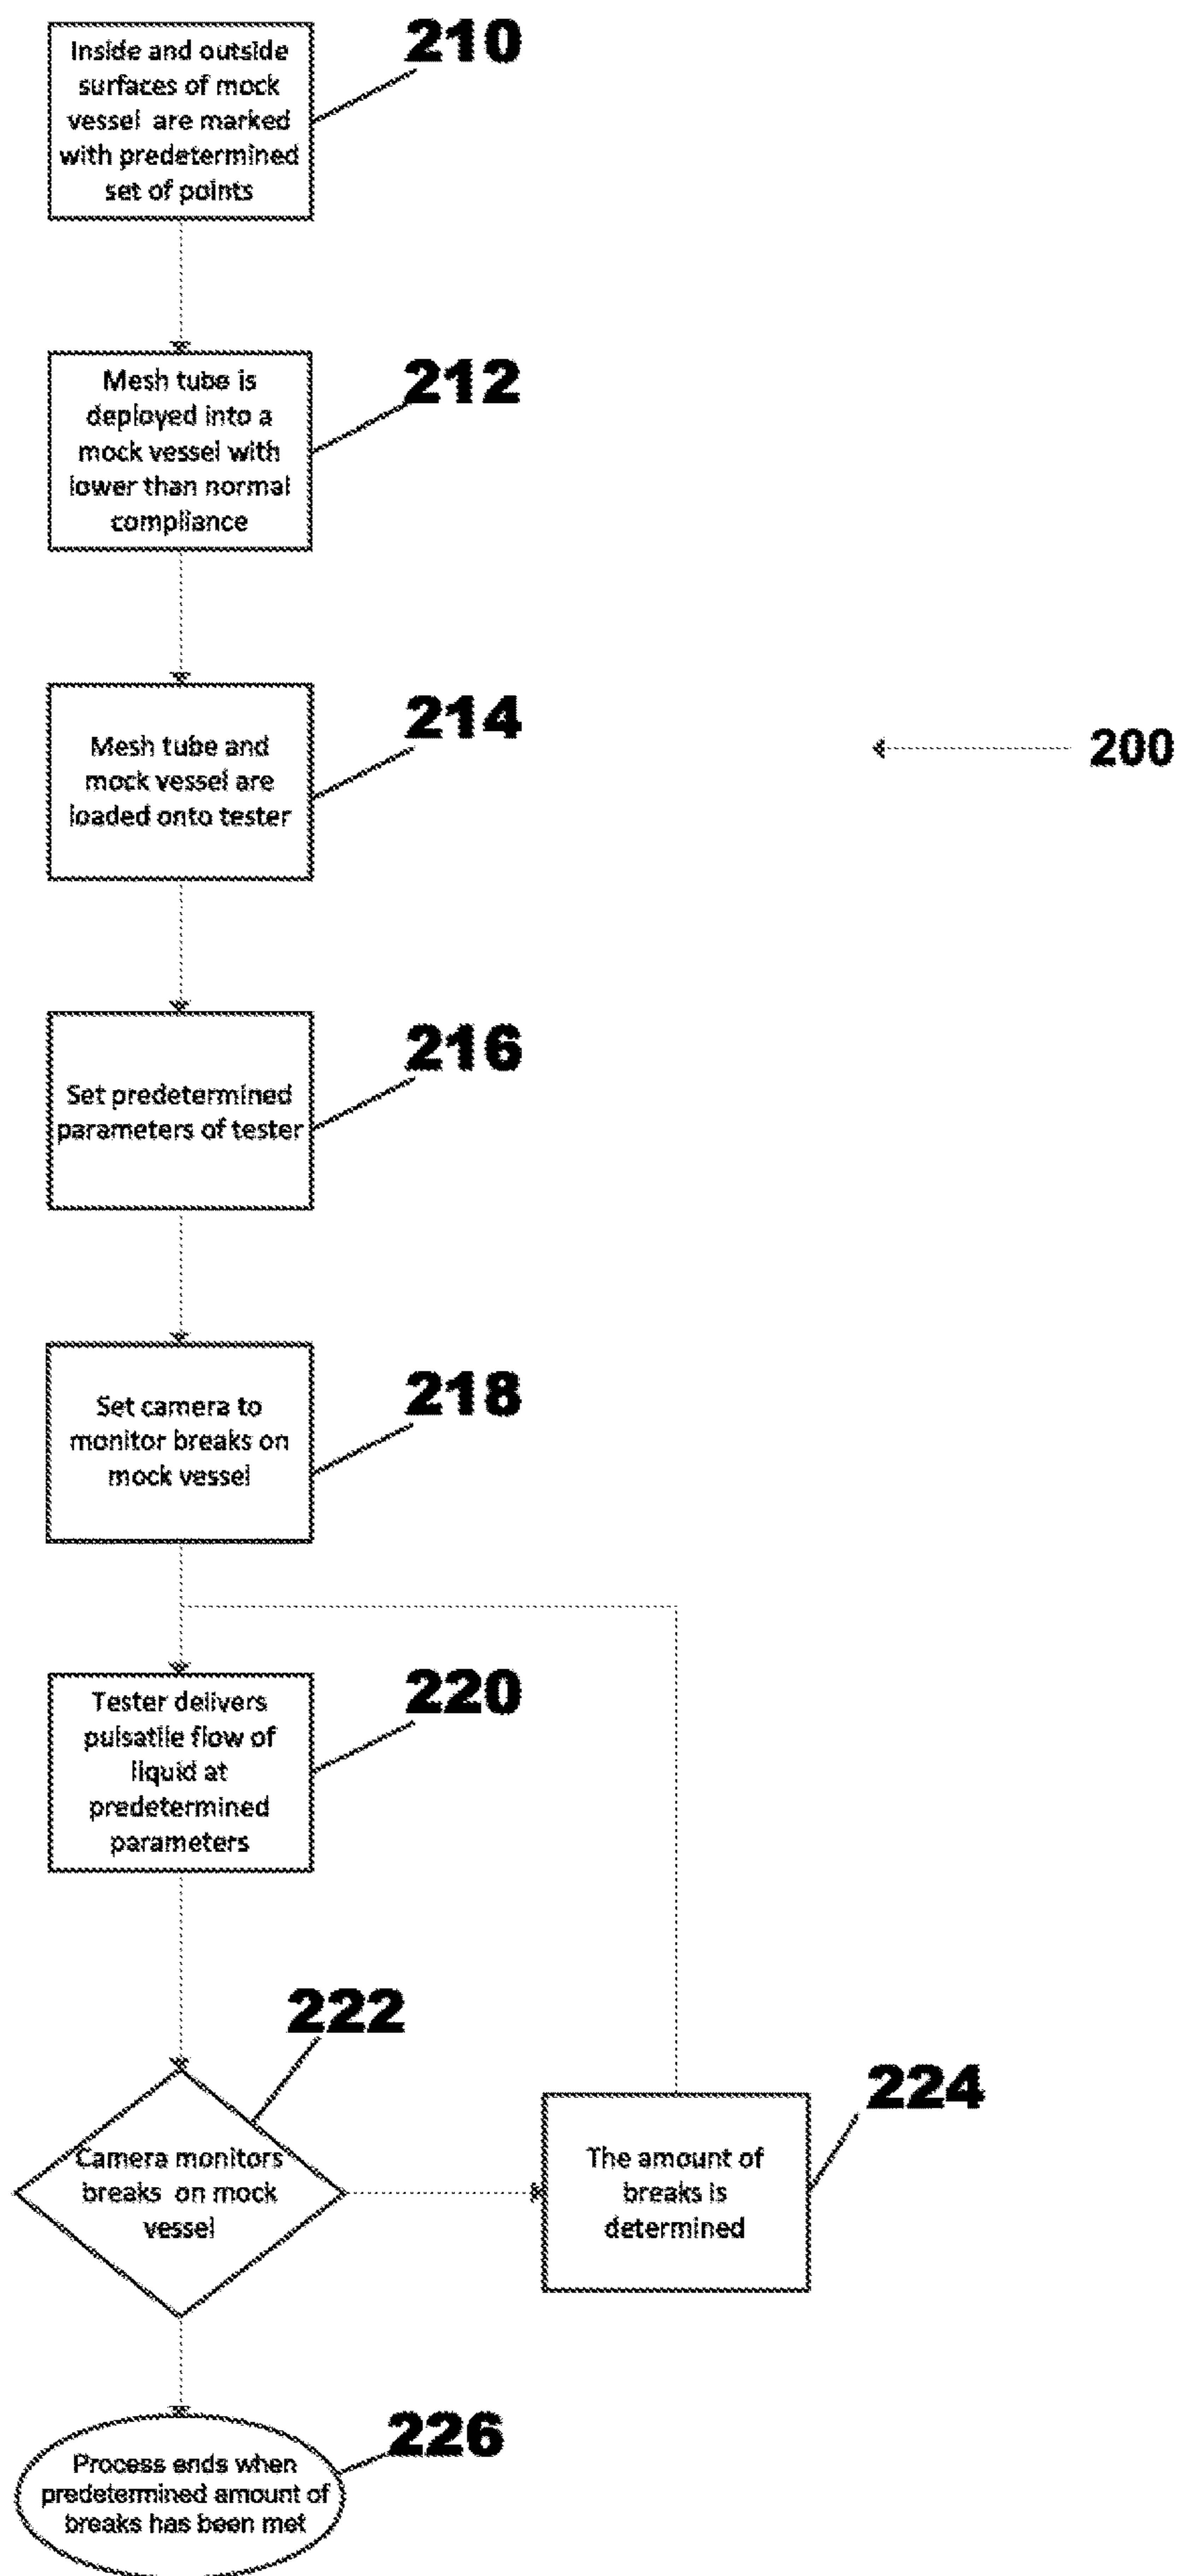 210
Inside and outside
surfaces of mock
vessel are marked
with predetermined
set of points
212
Mesh tube is
deployed into a
mock vessel with
lower than normal
compliance
214
Mesh tube and
mock vessel are
loaded onto tester
200
216
Set predetermined
parameters of tester
218
Set camera to
monitor breaks on
mock vessel
220
Tester delivers
pulsatile flow of
liquid at
predetermined
parameters
222
Camera monitors
breaks on mock
vessel
224
The amount of
breaks is
determined
226
Process ends when
predetermined amount of
breaks has been met